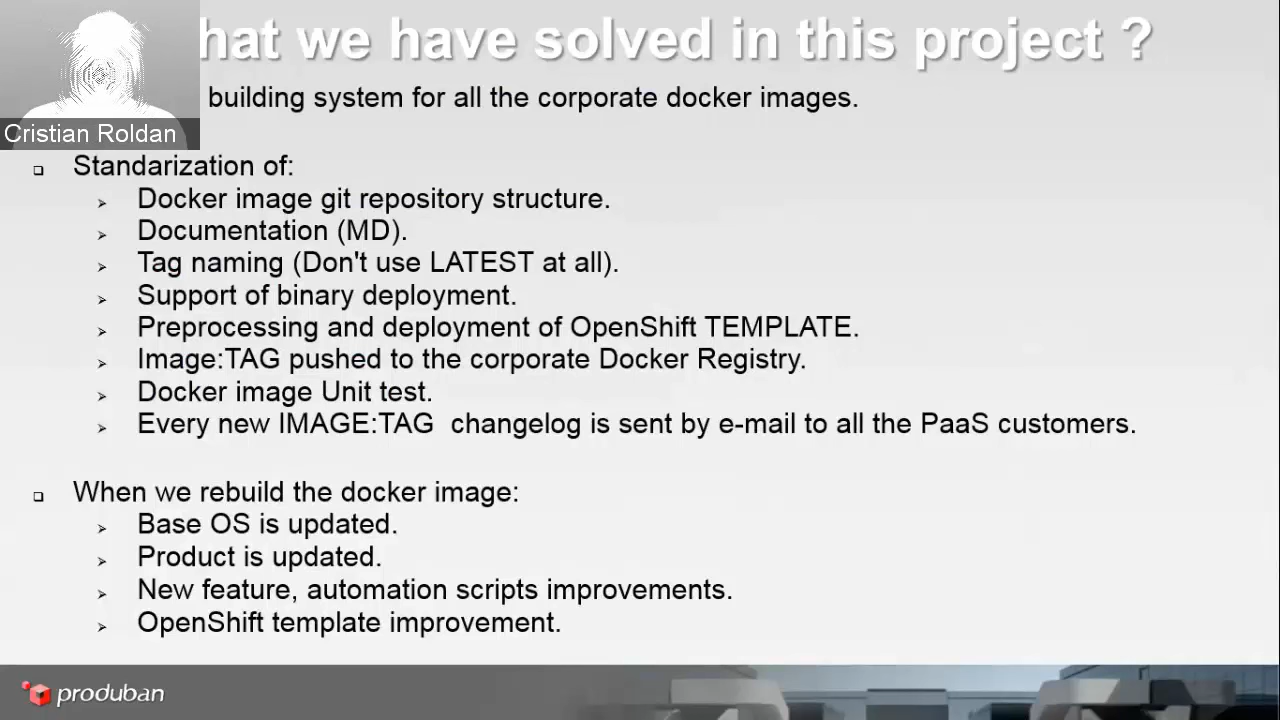 hat we have solved in this project ?
building system for all the corporate docker images.
Cristian Roldan
Standarization of:
Docker image git repository structure.
Documentation (MD).
Tag naming (Don't use LATEST at all).
Support of binary deployment.
Preprocessing and deployment of OpenShift TEMPLATE.
Image:TAG pushed to the corporate Docker Registry.
Docker image Unit test.
Every new IMAGE:TAG  changelog is sent by e-mail to all the PaaS customers.
When we rebuild the docker image:
Base OS is updated.
Product is updated.
New feature, automation scripts improvements.
OpenShift template improvement.
produban